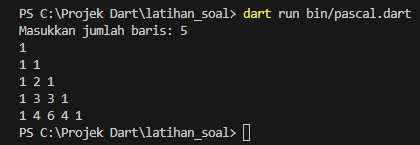 PS C:\Projek Dart\latihan_soal> dart run bin/pascal.dart
Masukkan jumlah baris: 5
1
1 1
1 2 1
1 3 3 1
1 4 6 4 1
PS C:\Projek Dart\latihan_soal>